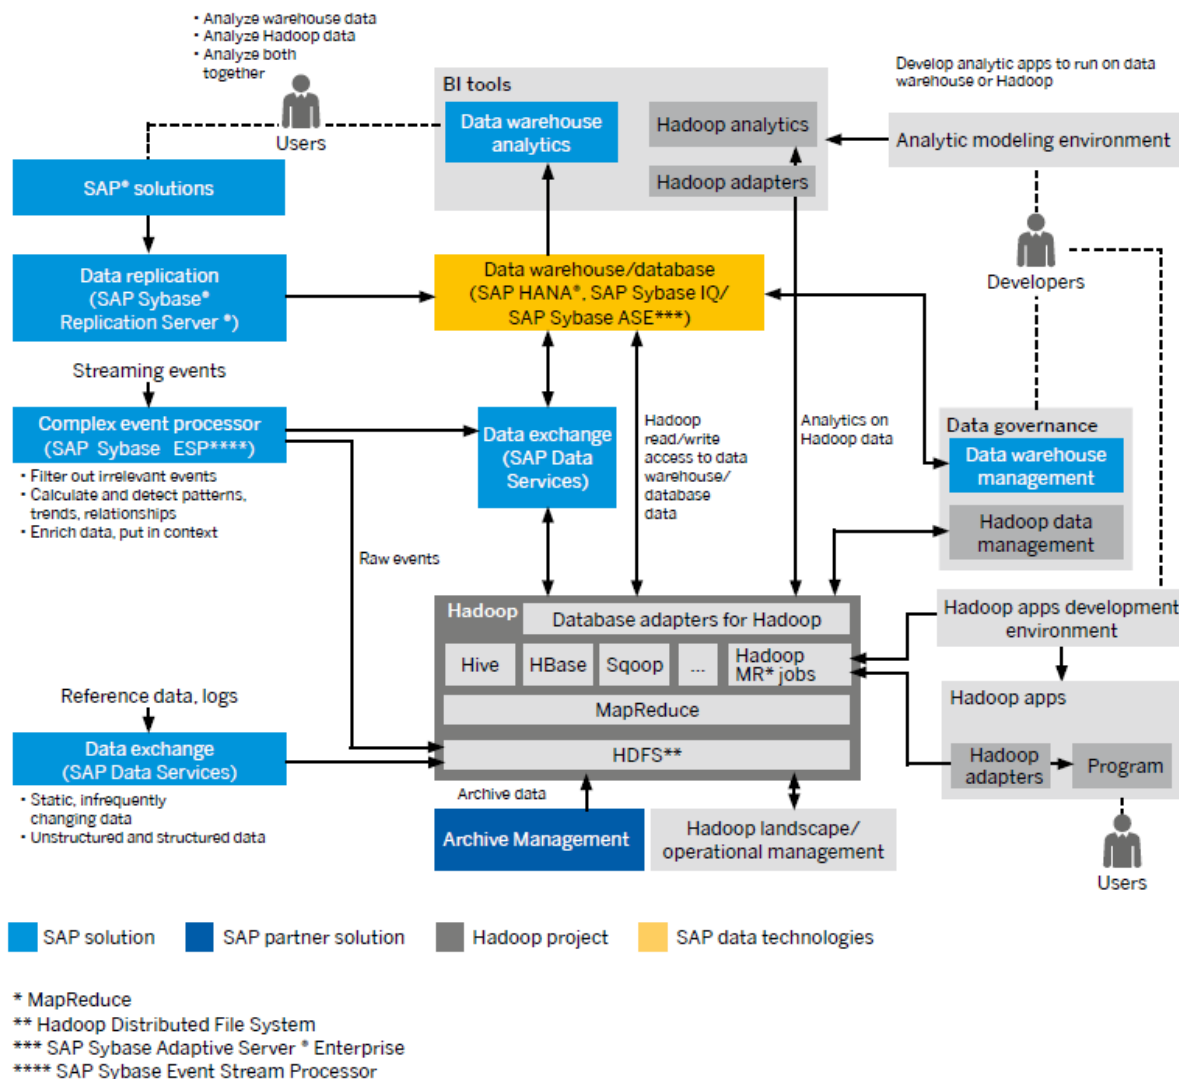 • Analyze warehouse data
• Analyze Hadoop data
• Analyze both
together
Users
Develop analytic apps to run on data
warehouse or Hadoop
BI tools
Data warehouse
analytics
Hadoop analytics
Hadoop adapters
Analytic modeling environment
SAP® solutions
Developers
Data replication
(SAP Sybase®
Replication Server ®)
Data warehouse/database
(SAP HANA®, SAP Sybase IQ/
SAP Sybase ASE***)
Streaming events
Complex event processor
(SAP Sybase ESP****)
• Filter out irrelevant events
• Calculate and detect patterns,
trends, relationships
• Enrich data, put in context
Data exchange
(SAP Data
Services)
Hadoop
read/write
access to data
warehouse/
database
data
Analytics on
Hadoop data
Data governance
Data warehouse
management
Hadoop data
management
Raw events
Hadoop
Database adapters for Hadoop
Hive
HBase
Sqoop
...
Hadoop
MR* jobs
MapReduce
HDFS**
Hadoop apps development
environment
Hadoop apps
Hadoop
adapters
Program
Users
Reference data, logs
Data exchange
(SAP Data Services)
• Static, infrequently
changing data
• Unstructured and structured data
Archive data
Archive Management
Hadoop landscape/
operational management
SAP solution
SAP partner solution
Hadoop project
SAP data technologies
* MapReduce
** Hadoop Distributed File System
*** SAP Sybase Adaptive Server ® Enterprise
**** SAP Sybase Event Stream Processor